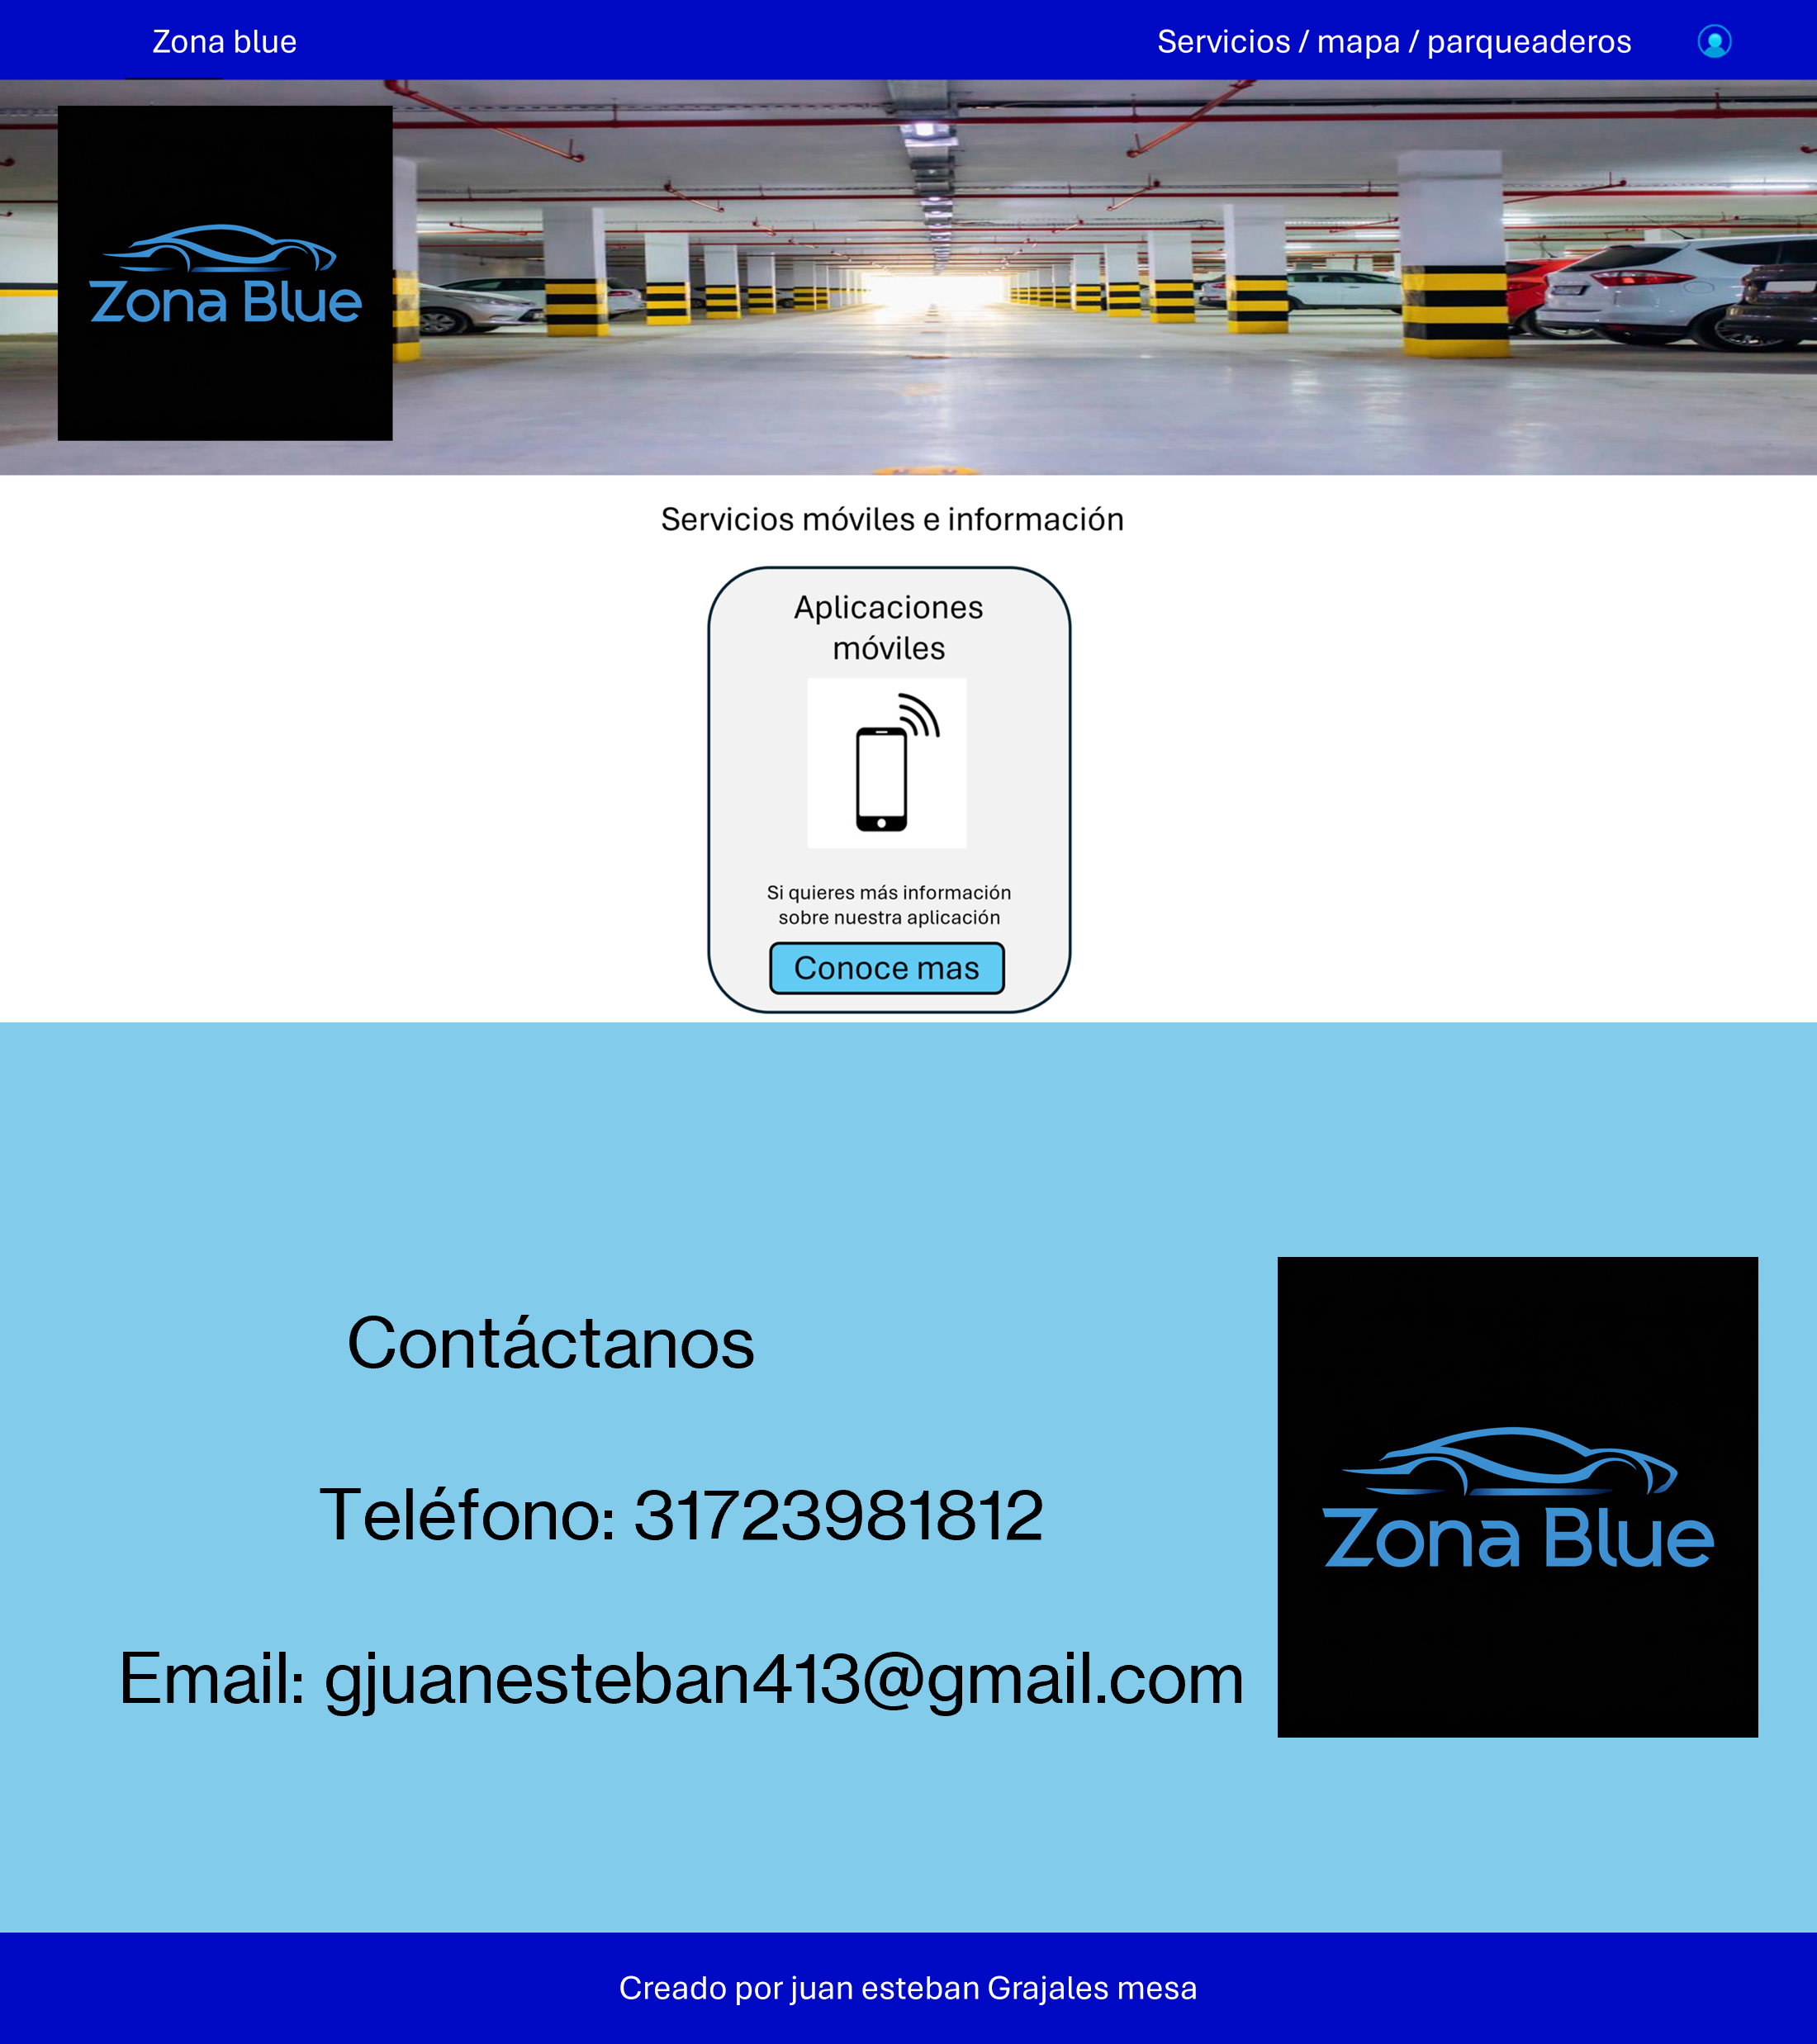 Zona blue
Servicios / mapa / parqueaderos
Zona Blue
Servicios móviles e información
Aplicaciones
móviles
Si quieres más información
sobre nuestra aplicación
Conoce mas
Contáctanos
Teléfono: 31723981812
Email: gjuanesteban413@gmail.com
Zona Blue
Creado por juan esteban Grajales mesa